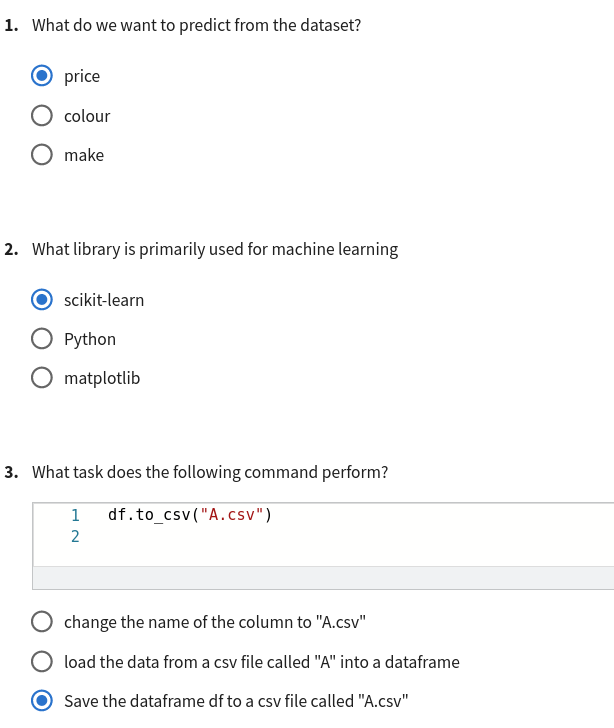 1. What do we want to predict from the dataset?
price
colour
make
2. What library is primarily used for machine learning
scikit-learn
Python
matplotlib
3. What task does the following command perform?
1 df.to_csv("A.csv")
2
change the name of the column to "A.csv"
load the data from a csv file called "A" into a dataframe
Save the dataframe df to a csv file called "A.csv"